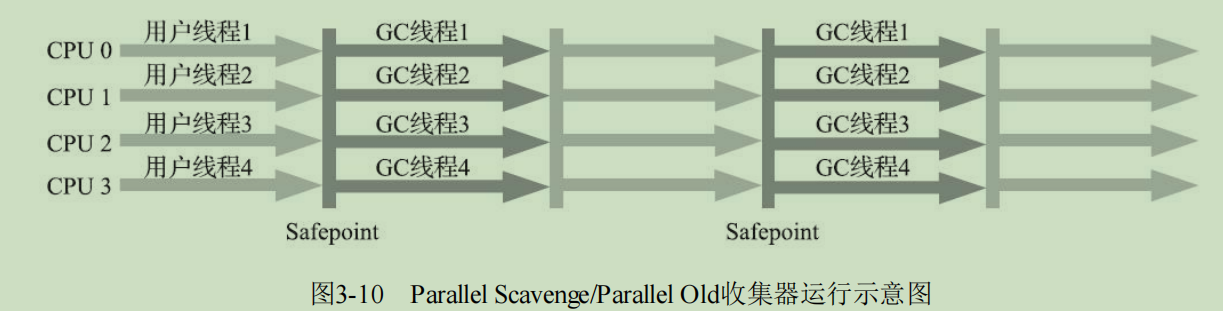 用户线程1 GC线程1 GC线程1
CPU 0
用户线程2 GC线程2 GC线程2
CPU 1
用户线程3 GC线程3 GC线程3
CPU 2
用户线程4 GC线程4 GC线程4
CPU 3
Safepoint Safepoint
图3-10 Parallel Scavenge/Parallel Old收集器运行示意图